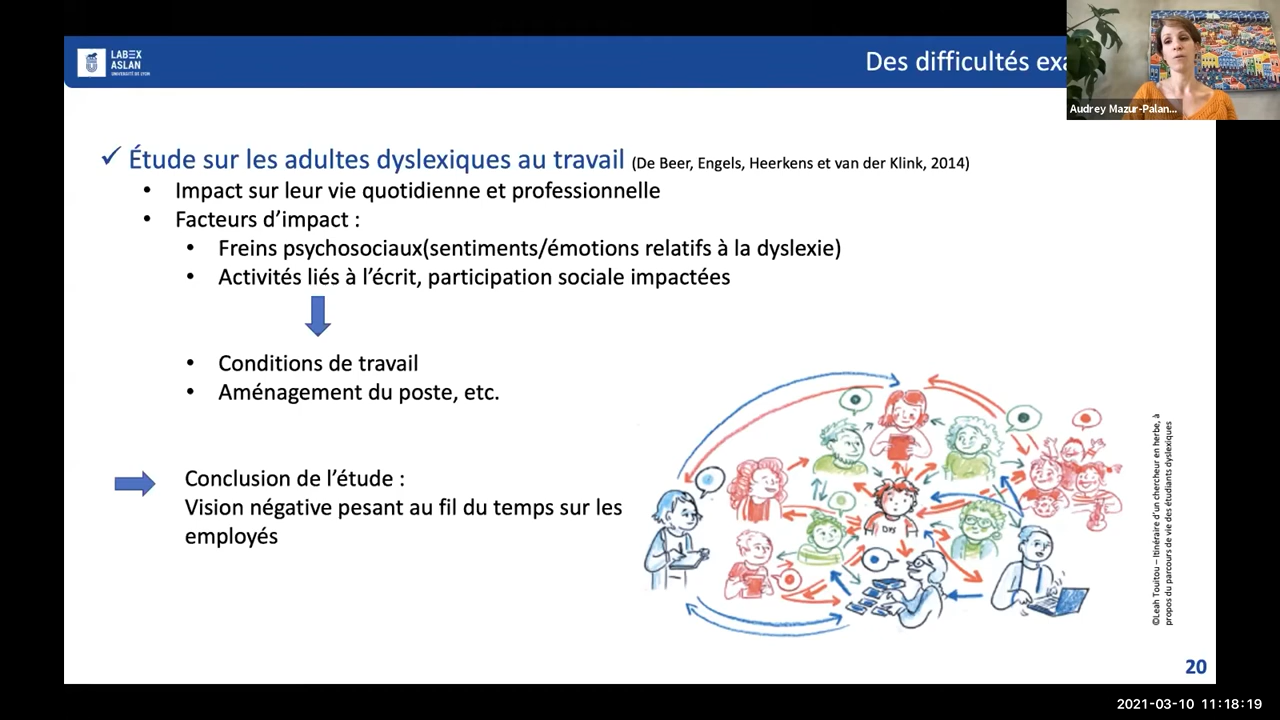 LABEX
ASLAN
UNIVERSITÉ DE LYON
Des difficultés
Audrey Mazur-Palan...
Étude sur les adultes dyslexiques au travail (De Beer, Engels, Heerkens et van der Klink, 2014)
• Impact sur leur vie quotidienne et professionnelle
• Facteurs d’impact :
• Freins psychosociaux(sentiments/émotions relatifs à la dyslexie)
• Activités liés à l’écrit, participation sociale impactées
• Conditions de travail
• Aménagement du poste, etc.
Conclusion de l’étude :
Vision négative pesant au fil du temps sur les
employés
DYS
©Leah Touitou – Itinéraire d’un chercheur en herbe, à
propos du parcours de vie des étudiants dyslexiques
20
2021-03-10 11:18:19